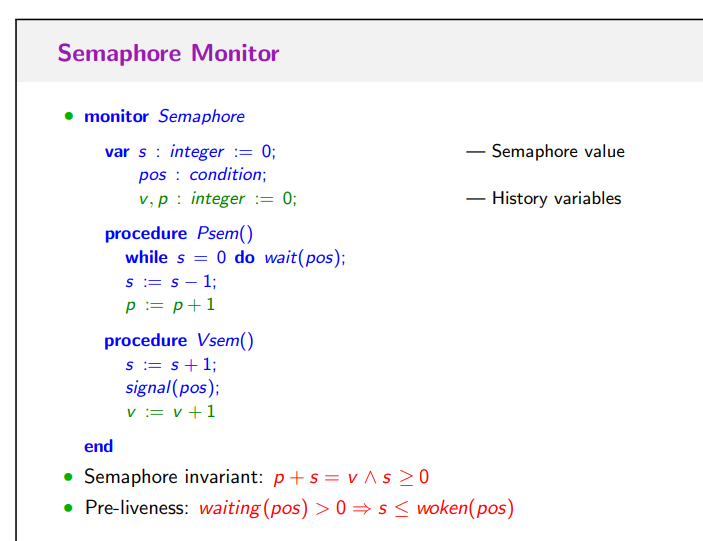 Semaphore Monitor
• monitor Semaphore
var s : integer := 0; — Semaphore value
pos : condition;
v, p : integer := 0; — History variables
procedure Psem()
while s = 0 do wait(pos);
s := s − 1;
p := p + 1
procedure Vsem()
s := s + 1;
signal(pos);
v := v + 1
end
• Semaphore invariant: p + s = v ∧ s ≥ 0
• Pre-liveness: waiting(pos) > 0 ⇒ s ≤ woken(pos)